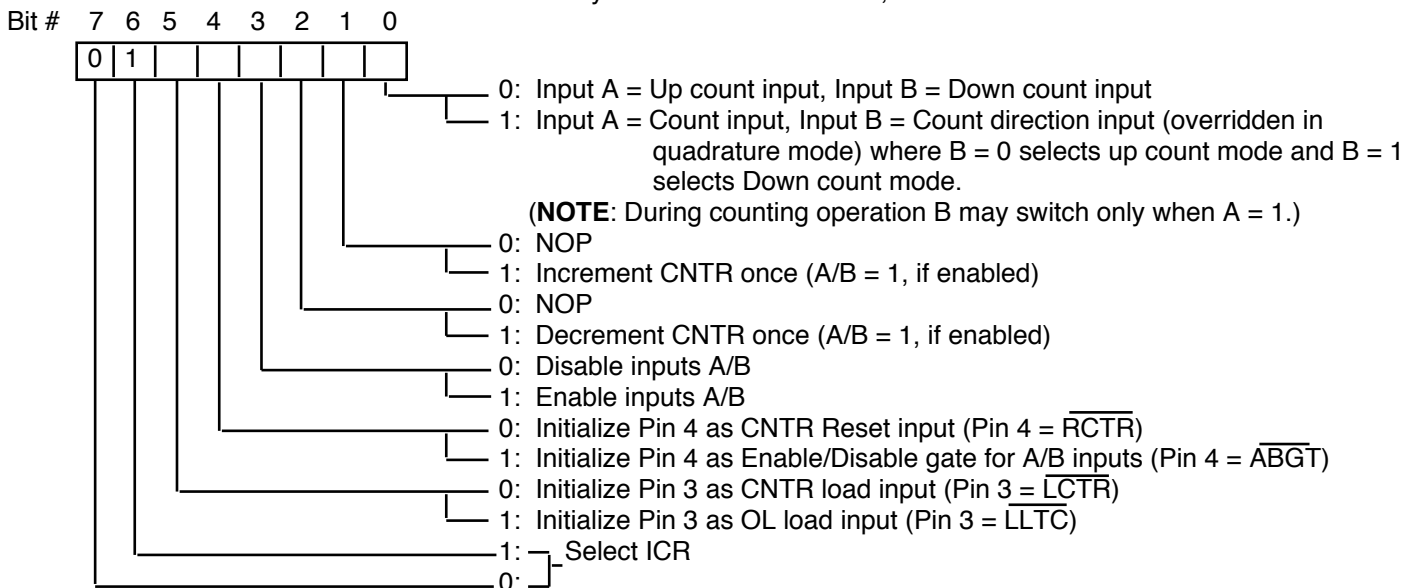 Bit # 7 6 5 4 3 2 1 0
0 1
0: Input A = Up count input, Input B = Down count input
1: Input A = Count input, Input B = Count direction input (overridden in
quadrature mode) where B = 0 selects up count mode and B = 1
selects Down count mode.
(NOTE: During counting operation B may switch only when A = 1.)
0: NOP
1: Increment CNTR once (A/B = 1, if enabled)
0: NOP
1: Decrement CNTR once (A/B = 1, if enabled)
0: Disable inputs A/B
1: Enable inputs A/B
0: Initialize Pin 4 as CNTR Reset input (Pin 4 = R̅C̅T̅R̅)
1: Initialize Pin 4 as Enable/Disable gate for A/B inputs (Pin 4 = A̅B̅G̅T̅)
0: Initialize Pin 3 as CNTR load input (Pin 3 = L̅C̅T̅R̅)
1: Initialize Pin 3 as OL load input (Pin 3 = L̅L̅T̅C̅)
1: Select ICR
0: